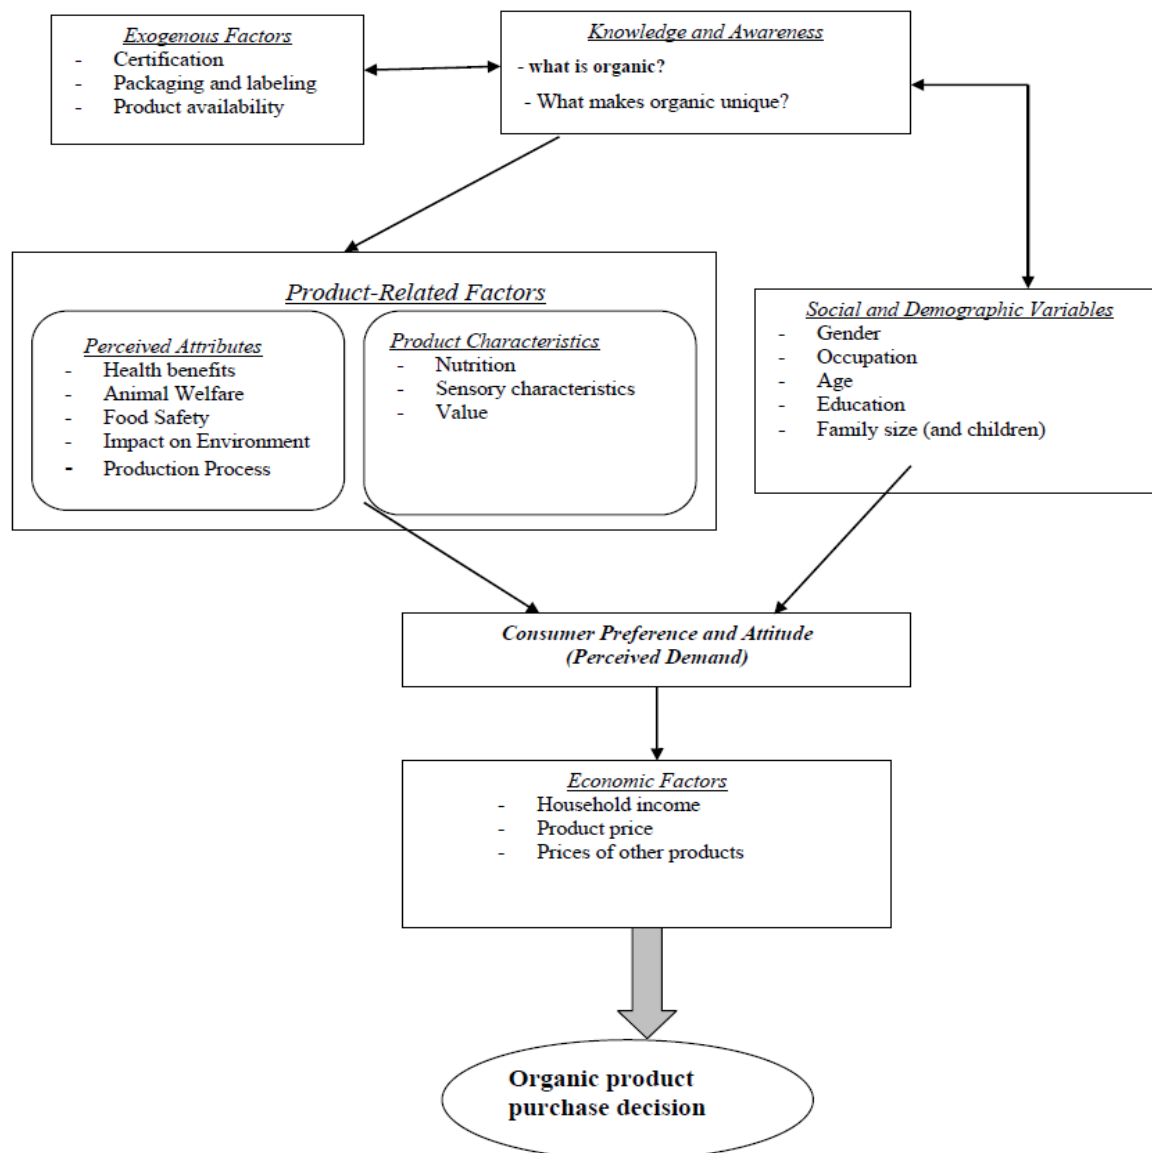 Exogenous Factors
- Certification
- Packaging and labeling
- Product availability
Knowledge and Awareness
- what is organic?
- What makes organic unique?
Product-Related Factors
Perceived Attributes
- Health benefits
- Animal Welfare
- Food Safety
- Impact on Environment
- Production Process
Product Characteristics
- Nutrition
- Sensory characteristics
- Value
Social and Demographic Variables
- Gender
- Occupation
- Age
- Education
- Family size (and children)
Consumer Preference and Attitude
(Perceived Demand)
Economic Factors
- Household income
- Product price
- Prices of other products
Organic product
purchase decision